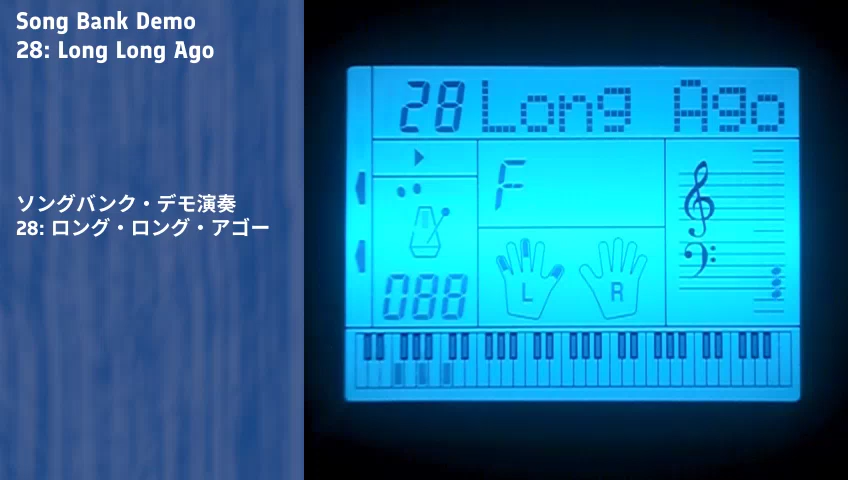 Song Bank Demo
28: Long Long Ago
ソングバンク・デモ演奏
28: ロング・ロング・アゴー
28 Long Ago
F
L R
088